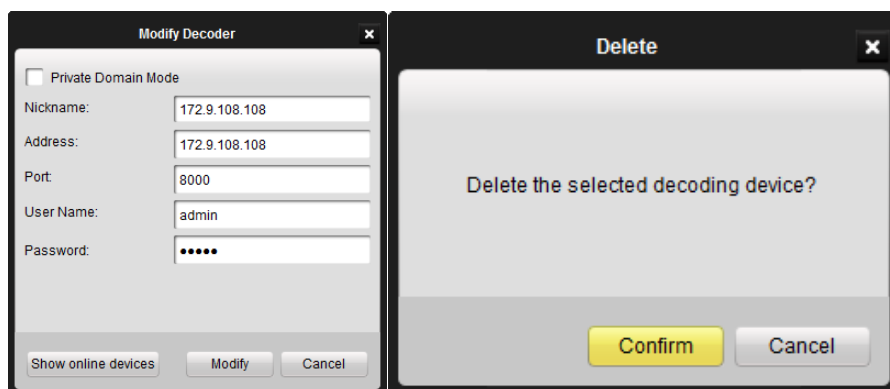 Modify Decoder
Private Domain Mode
Nickname: 172.9.108.108
Address: 172.9.108.108
Port: 8000
User Name: admin
Password: •••••
Show online devices Modify Cancel
Delete
Delete the selected decoding device?
Confirm Cancel